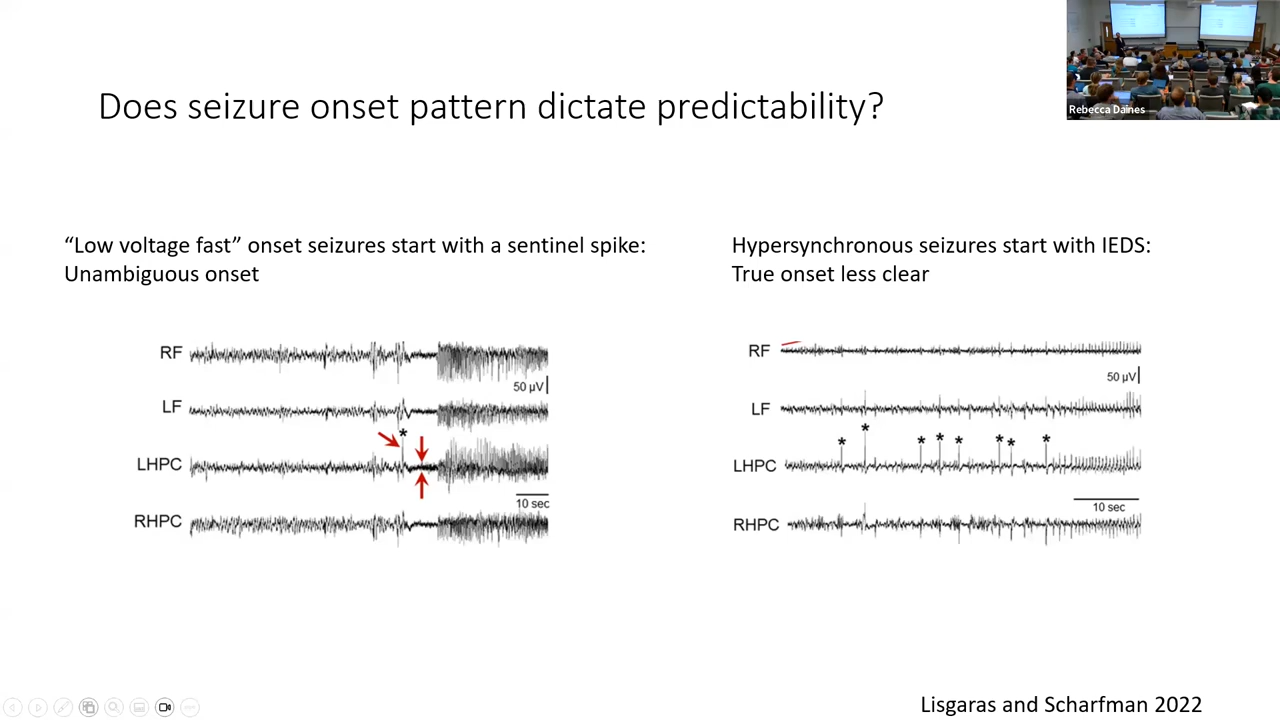 Rebecca Daines
Does seizure onset pattern dictate predictability?
“Low voltage fast” onset seizures start with a sentinel spike:
Unambiguous onset
RF
50 µV
LF
*
LHPC
10 sec
RHPC
Hypersynchronous seizures start with IEDS:
True onset less clear
RF
50 µV
LF
* * * * * * * *
LHPC
10 sec
RHPC
Lisgaras and Scharfman 2022